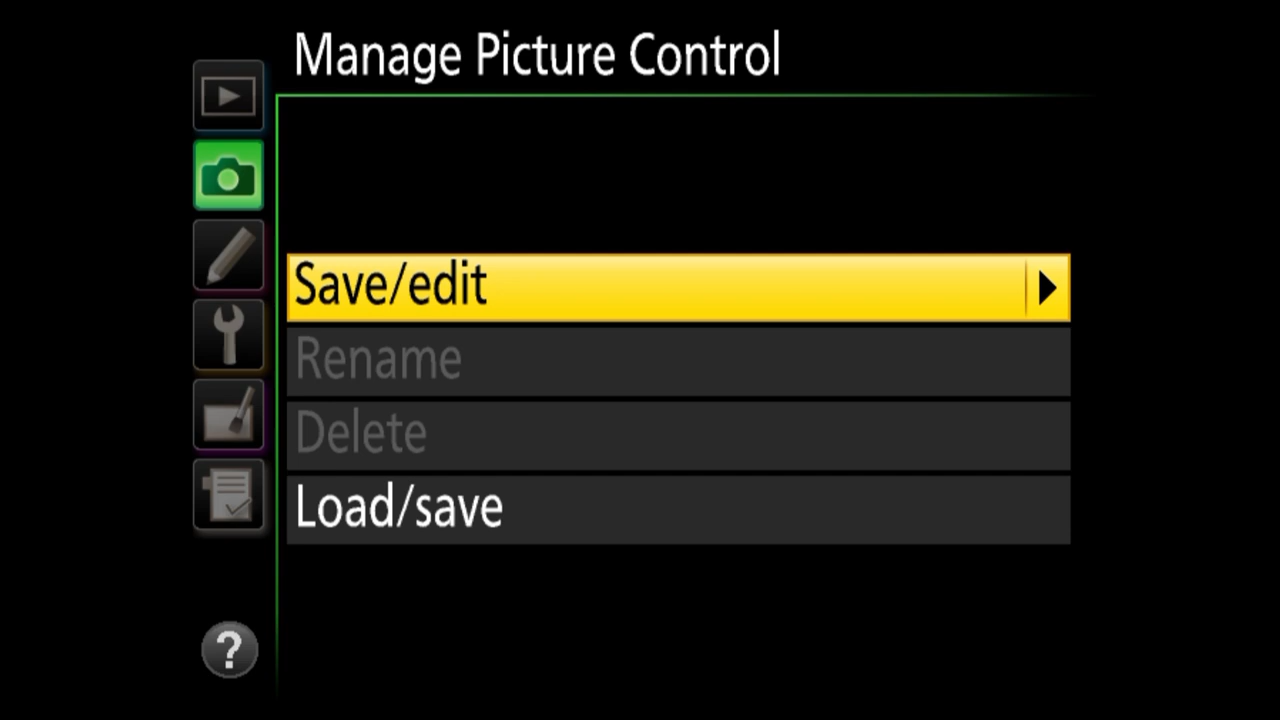 Manage Picture Control
Save/edit
Rename
Delete
Load/save
?